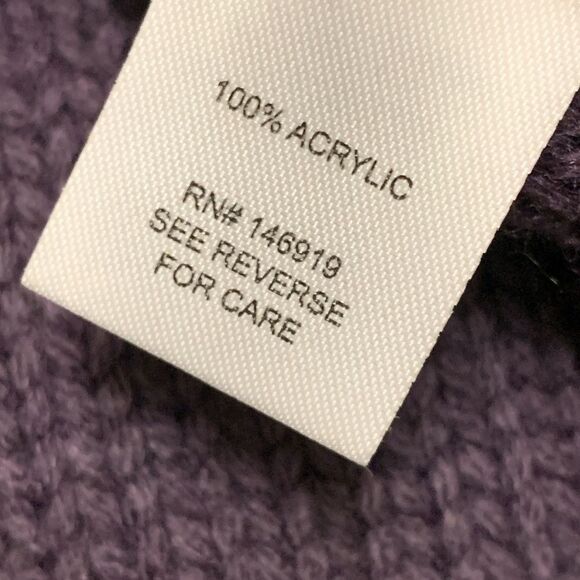 100% ACRYLIC
RN# 146919
SEE REVERSE
FOR CARE